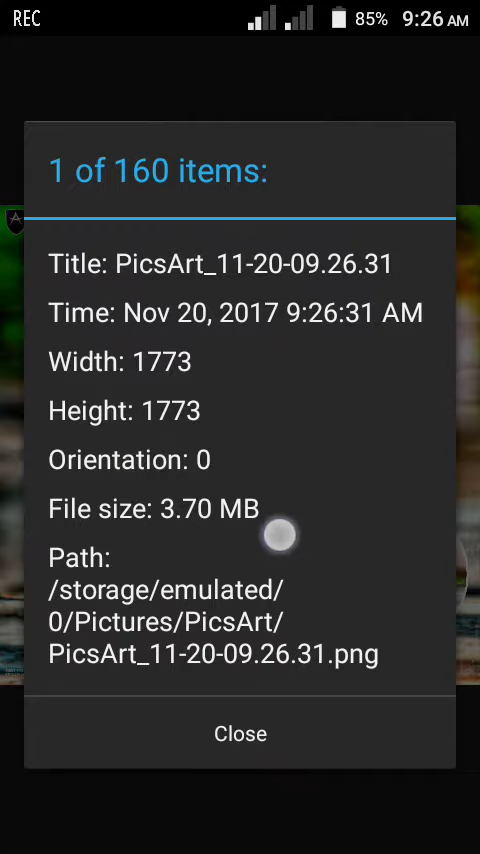 REC
85% 9:26 AM
1 of 160 items:
Title: PicsArt_11-20-09.26.31
Time: Nov 20, 2017 9:26:31 AM
Width: 1773
Height: 1773
Orientation: 0
File size: 3.70 MB
Path:
/storage/emulated/
0/Pictures/PicsArt/
PicsArt_11-20-09.26.31.png
Close